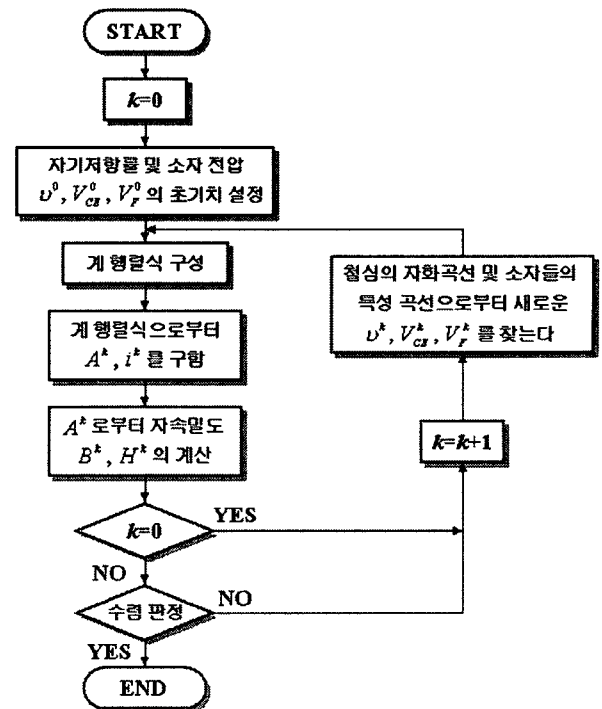 START
k=0
자기저항률 및 소자 전압
υ⁰, V_CE⁰, V_F⁰ 의 초기치 설정
계 행렬식 구성
계 행렬식으로부터
Aᵏ, iᵏ 를 구함
Aᵏ 로부터 자속밀도
Bᵏ, Hᵏ 의 계산
k=0
YES
NO
수렴 판정
NO
YES
END
철심의 자화곡선 및 소자들의
특성 곡선으로부터 새로운
υᵏ, V_CEᵏ, V_Fᵏ 를 찾는다
k=k+1